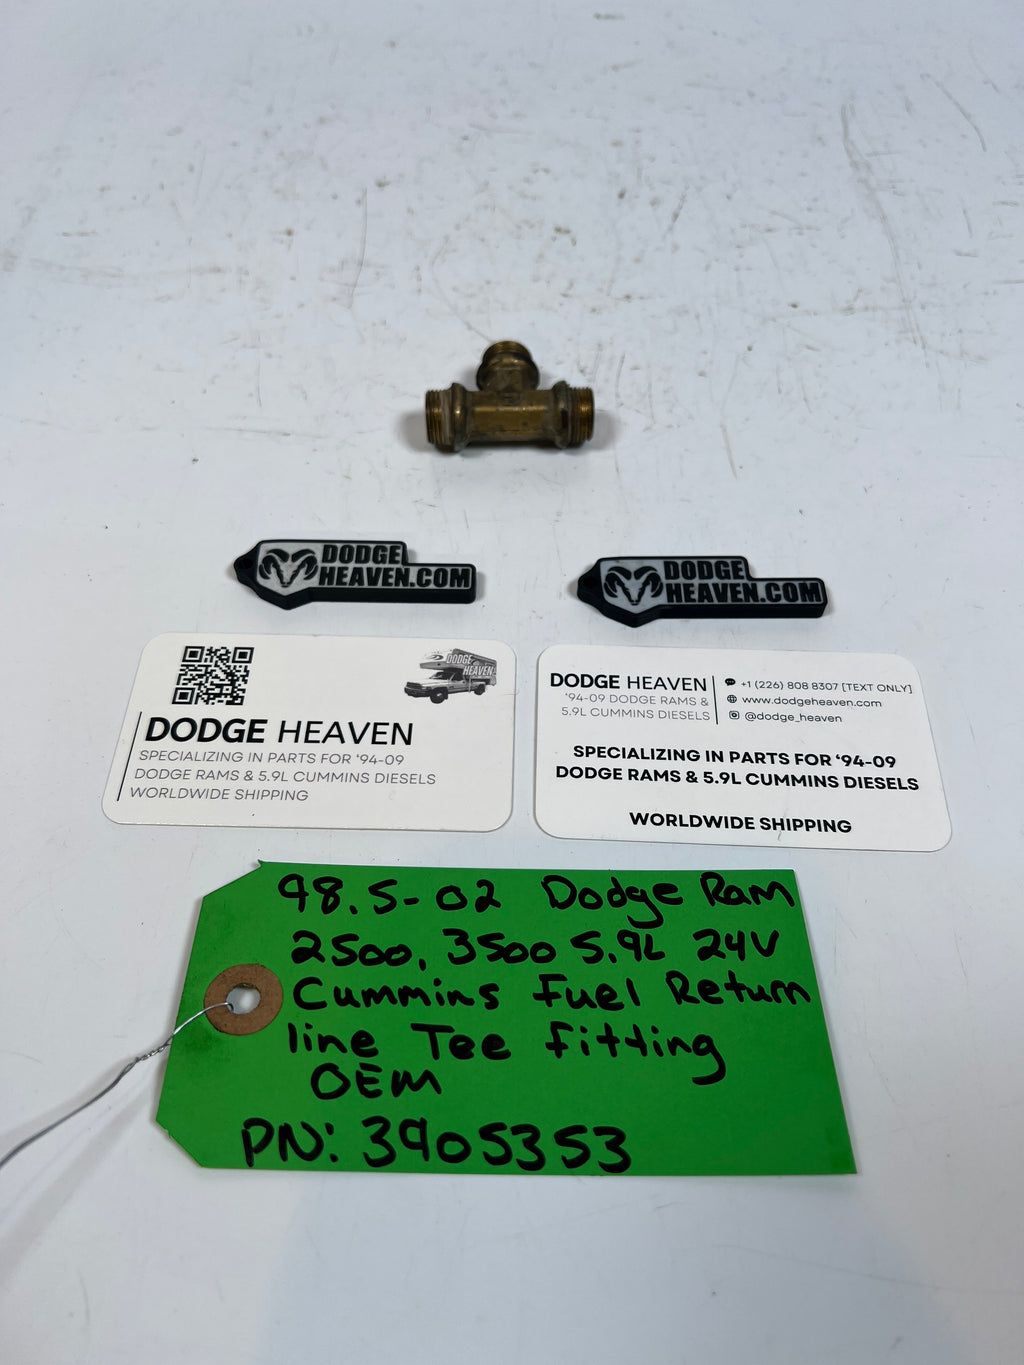 DODGE
HEAVEN.COM
DODGE
HEAVEN.COM
DODGE
HEAVEN
DODGE HEAVEN
SPECIALIZING IN PARTS FOR ‘94-09
DODGE RAMS & 5.9L CUMMINS DIESELS
WORLDWIDE SHIPPING
DODGE HEAVEN
‘94-09 DODGE RAMS &
5.9L CUMMINS DIESELS
+1 (226) 808 8307 [TEXT ONLY]
www.dodgeheaven.com
@dodge_heaven
SPECIALIZING IN PARTS FOR ‘94-09
DODGE RAMS & 5.9L CUMMINS DIESELS
WORLDWIDE SHIPPING
98.5-02 Dodge Ram
2500, 3500 5.9L 24V
Cummins Fuel Return
line Tee fitting
OEM
PN: 3905353